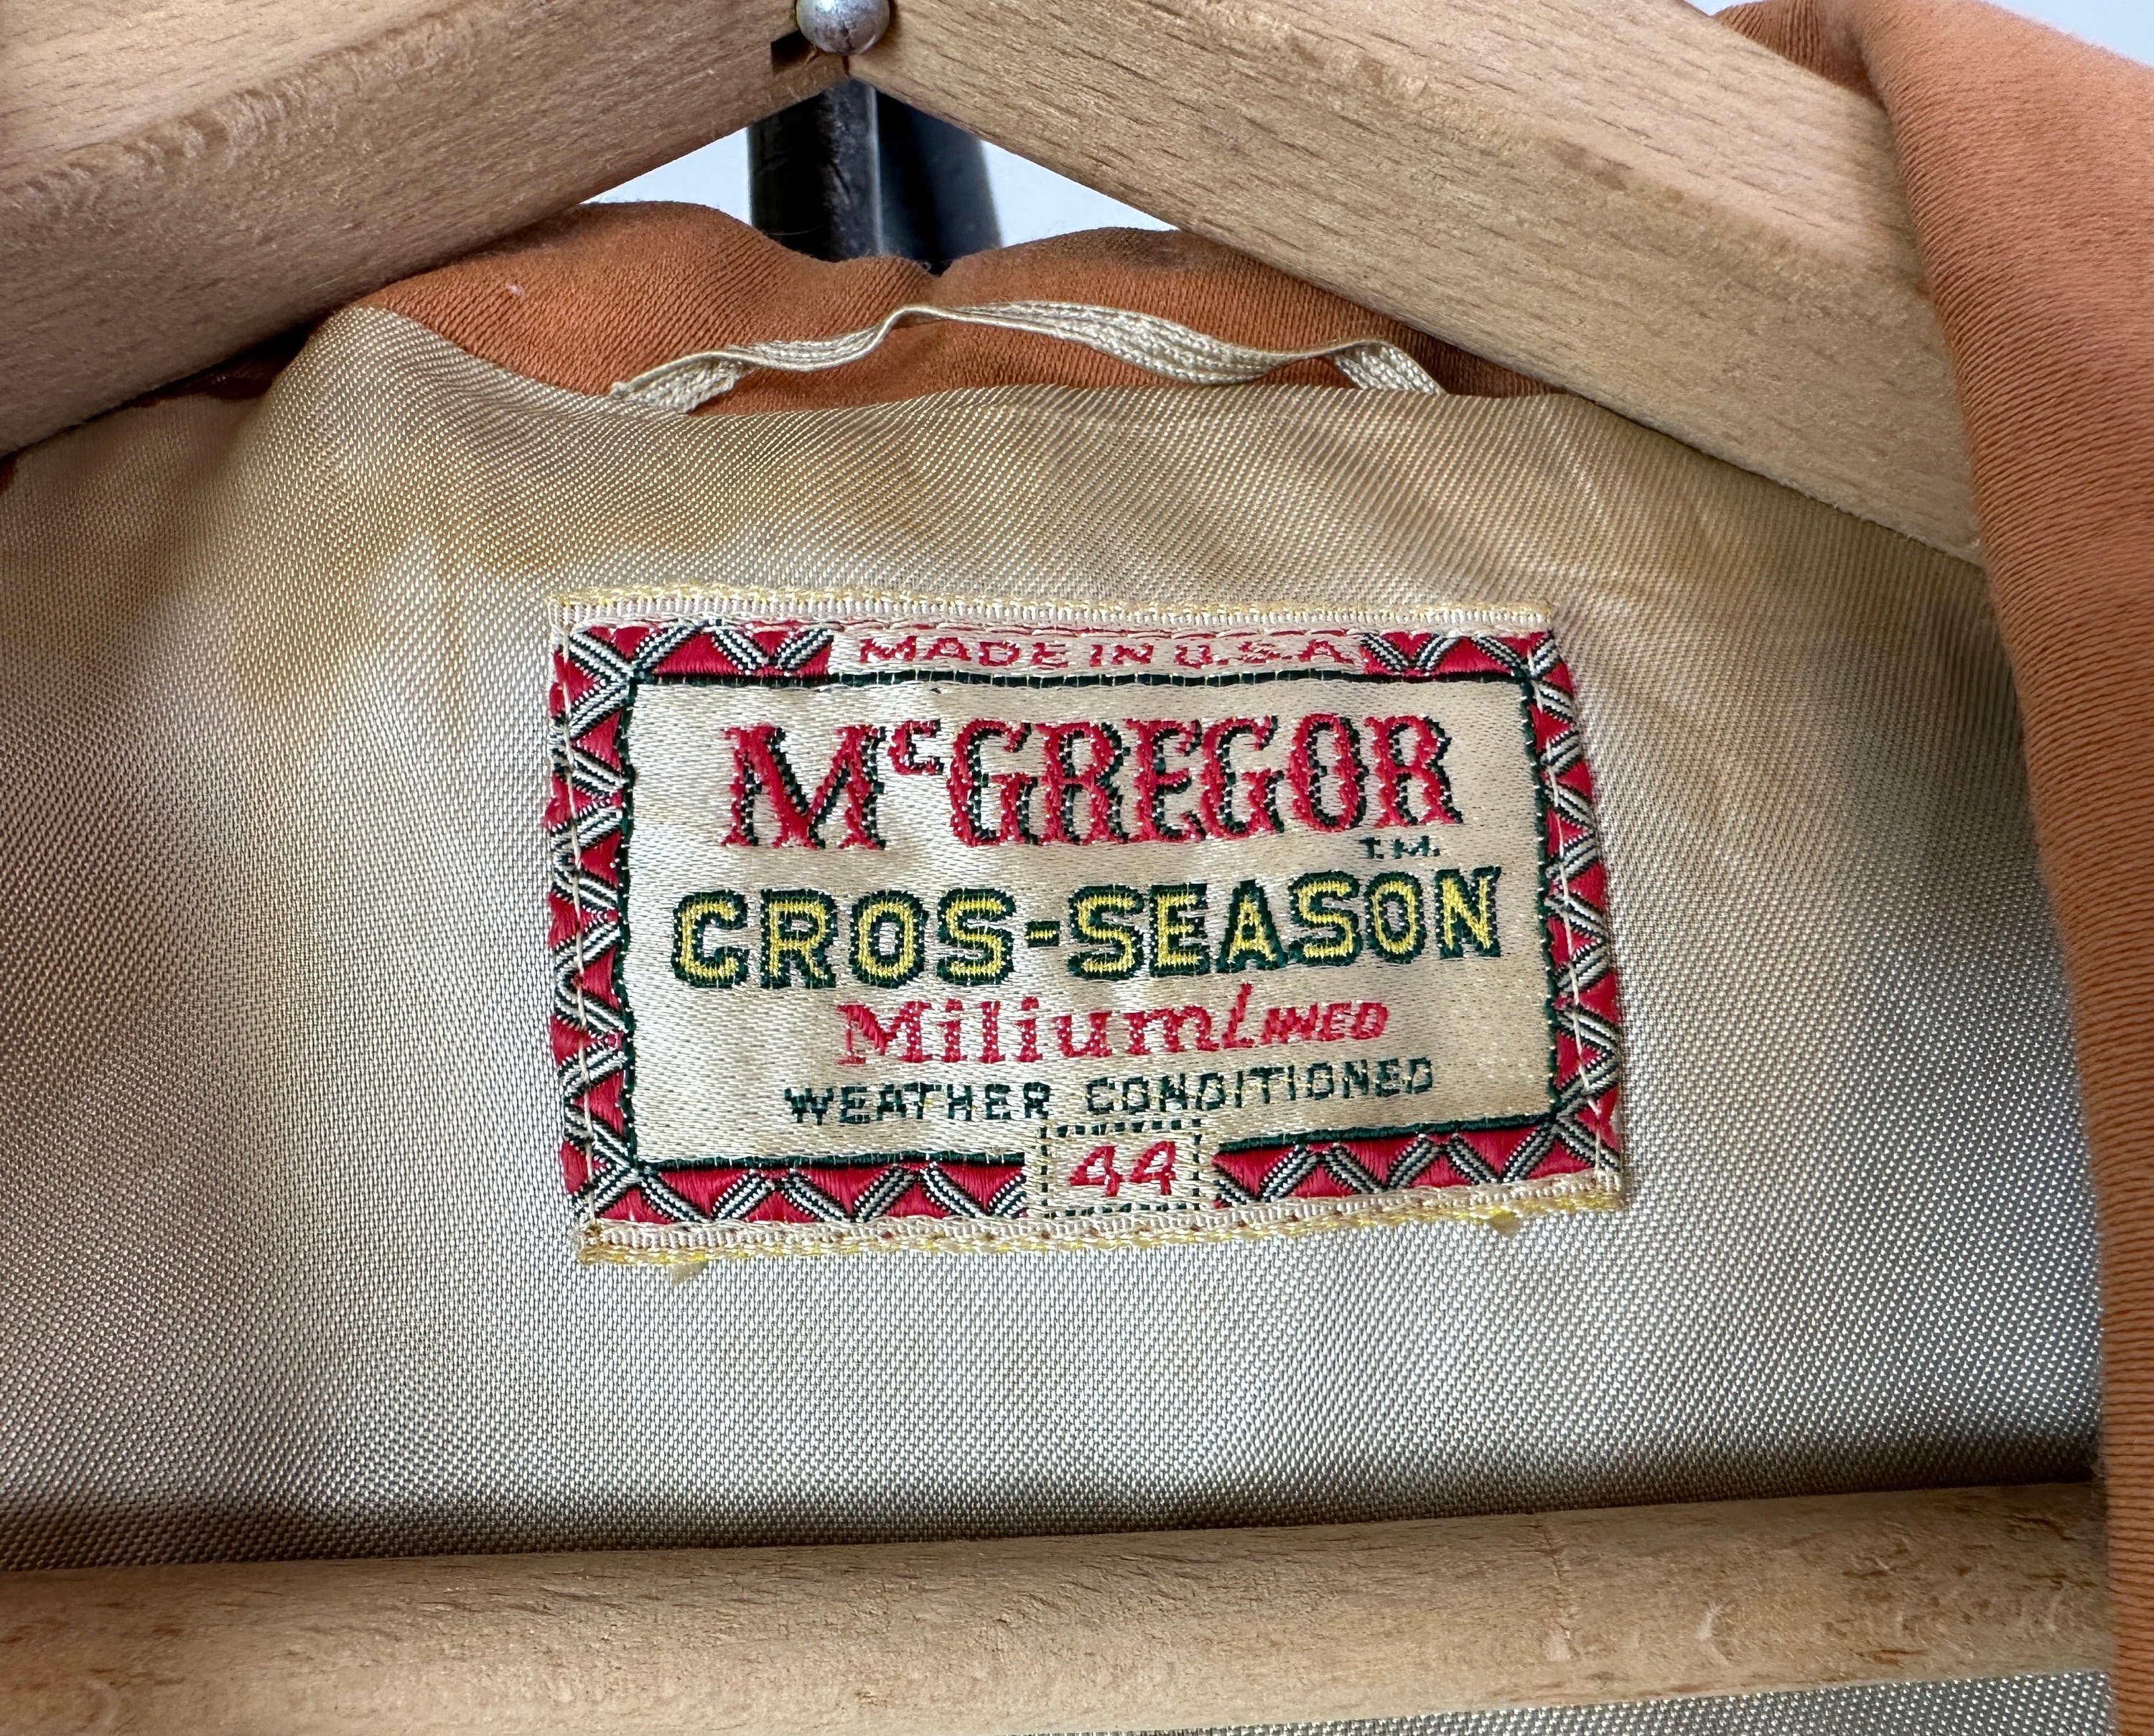 MADE IN U.S.A.
McGREGOR
T.M.
CROS-SEASON
Milium LINED
WEATHER CONDITIONED
44